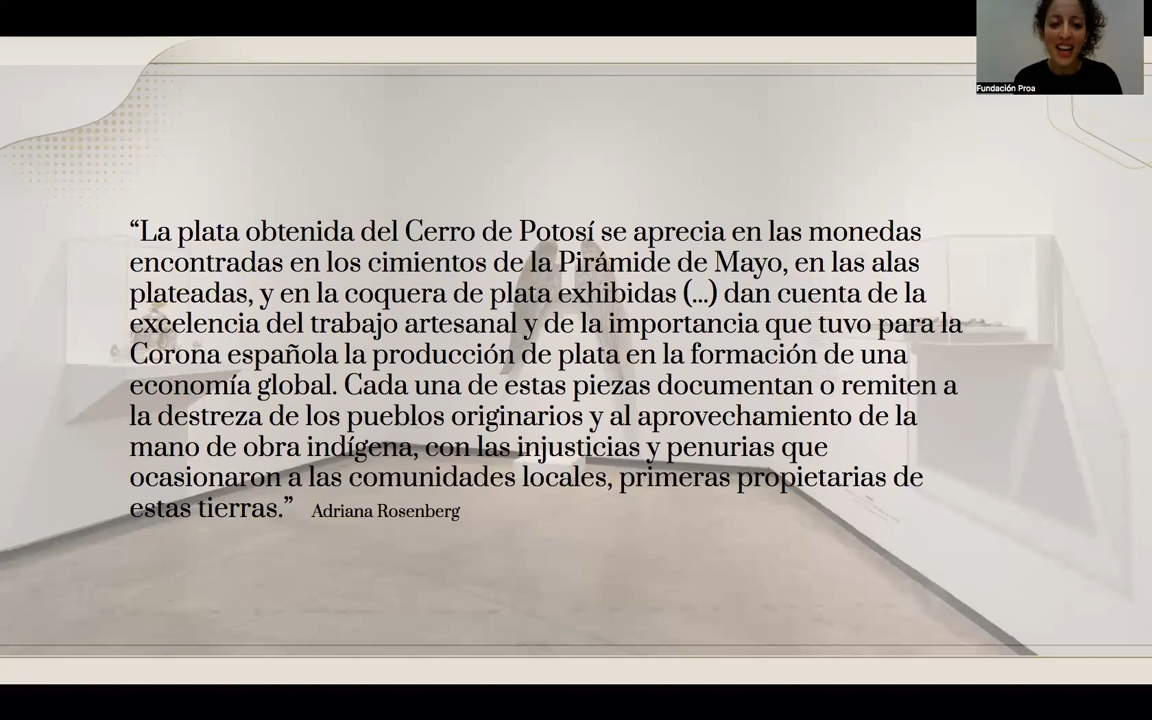 Fundación Proa
“La plata obtenida del Cerro de Potosí se aprecia en las monedas
encontradas en los cimientos de la Pirámide de Mayo, en las alas
plateadas, y en la coquera de plata exhibidas (...) dan cuenta de la
excelencia del trabajo artesanal y de la importancia que tuvo para la
Corona española la producción de plata en la formación de una
economía global. Cada una de estas piezas documentan o remiten a
la destreza de los pueblos originarios y al aprovechamiento de la
mano de obra indígena, con las injusticias y penurias que
ocasionaron a las comunidades locales, primeras propietarias de
estas tierras.” Adriana Rosenberg